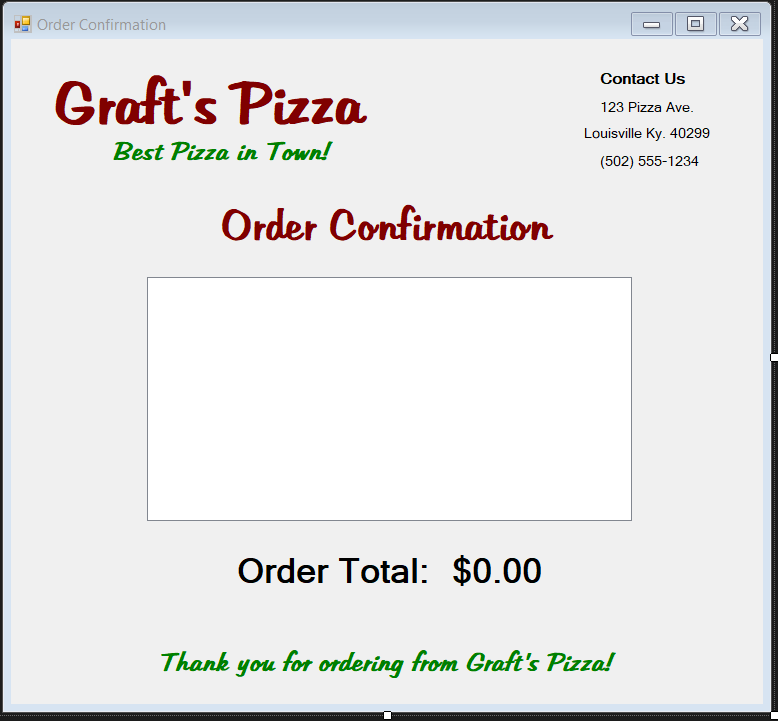 Order Confirmation
Graft's Pizza
Best Pizza in Town!
Contact Us
123 Pizza Ave.
Louisville Ky. 40299
(502) 555-1234
Order Confirmation
Order Total: $0.00
Thank you for ordering from Graft's Pizza!